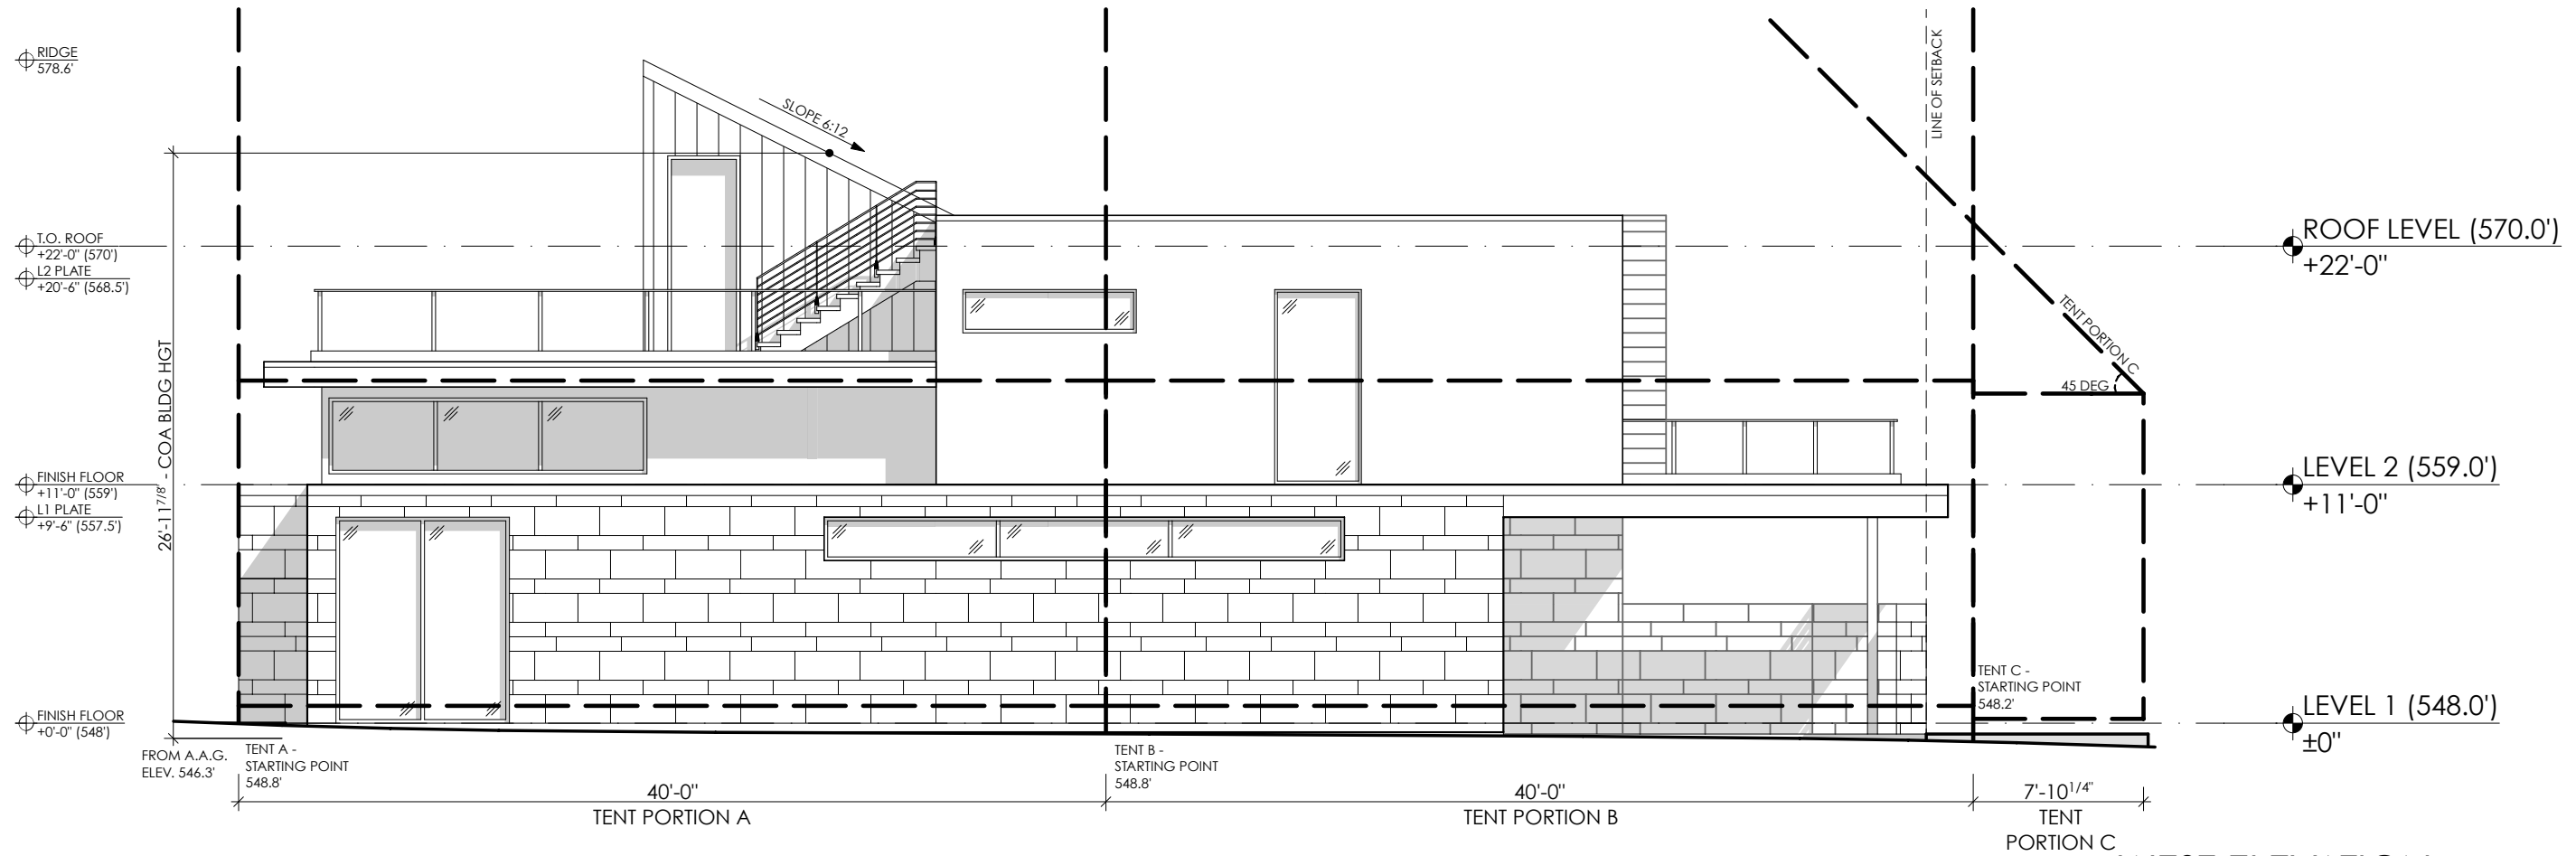 RIDGE
578.6'
SLOPE 6:12
LINE OF SETBACK
T.O. ROOF
+22'-0" (570')
L2 PLATE
+20'-6" (568.5')
ROOF LEVEL (570.0')
+22'-0"
TENT PORTION C
45 DEG
26'-11 7/8" - COA BLDG HGT
FINISH FLOOR
+11'-0" (559')
L1 PLATE
+9'-6" (557.5')
LEVEL 2 (559.0')
+11'-0"
TENT C -
STARTING POINT
548.2'
FINISH FLOOR
+0'-0" (548')
LEVEL 1 (548.0')
±0"
FROM A.A.G.
ELEV. 546.3'
TENT A -
STARTING POINT
548.8'
TENT B -
STARTING POINT
548.8'
40'-0"
TENT PORTION A
40'-0"
TENT PORTION B
7'-10 1/4"
TENT
PORTION C